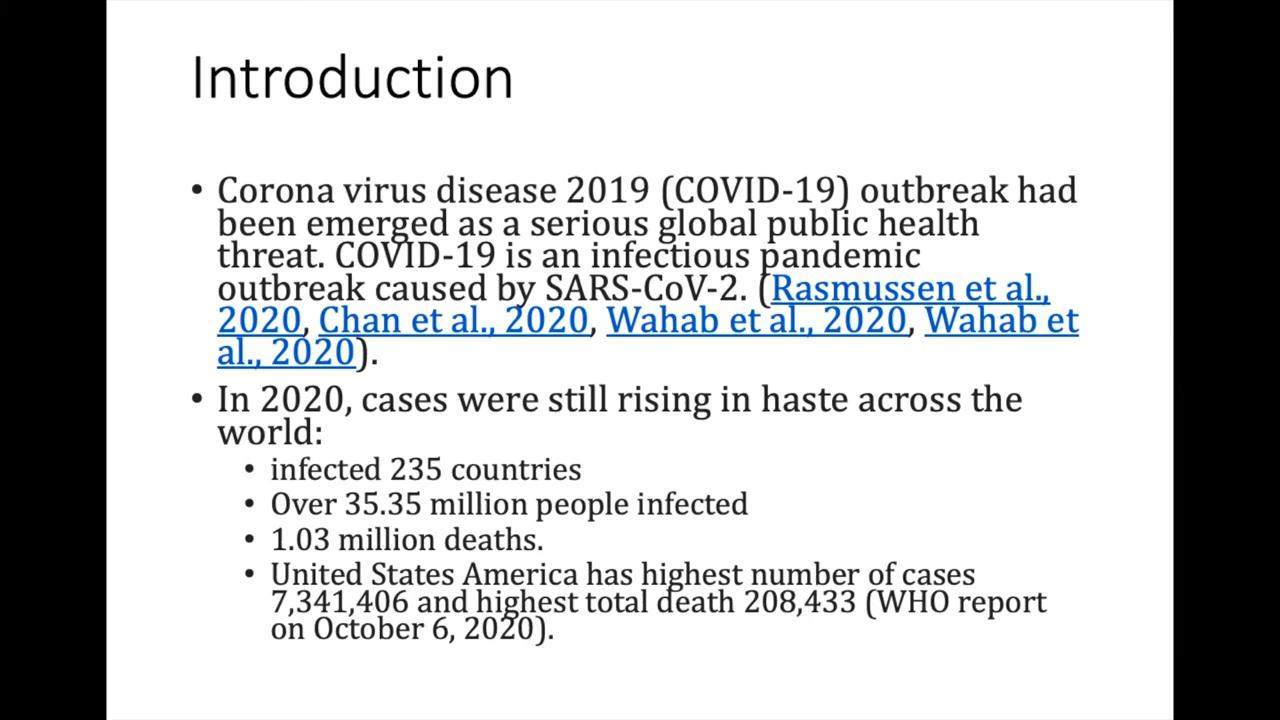 Introduction
• Corona virus disease 2019 (COVID-19) outbreak had
been emerged as a serious global public health
threat. COVID-19 is an infectious pandemic
outbreak caused by SARS-CoV-2. (Rasmussen et al.,
2020, Chan et al., 2020, Wahab et al., 2020, Wahab et
al., 2020).
• In 2020, cases were still rising in haste across the
world:
• infected 235 countries
• Over 35.35 million people infected
• 1.03 million deaths.
• United States America has highest number of cases
7,341,406 and highest total death 208,433 (WHO report
on October 6, 2020).